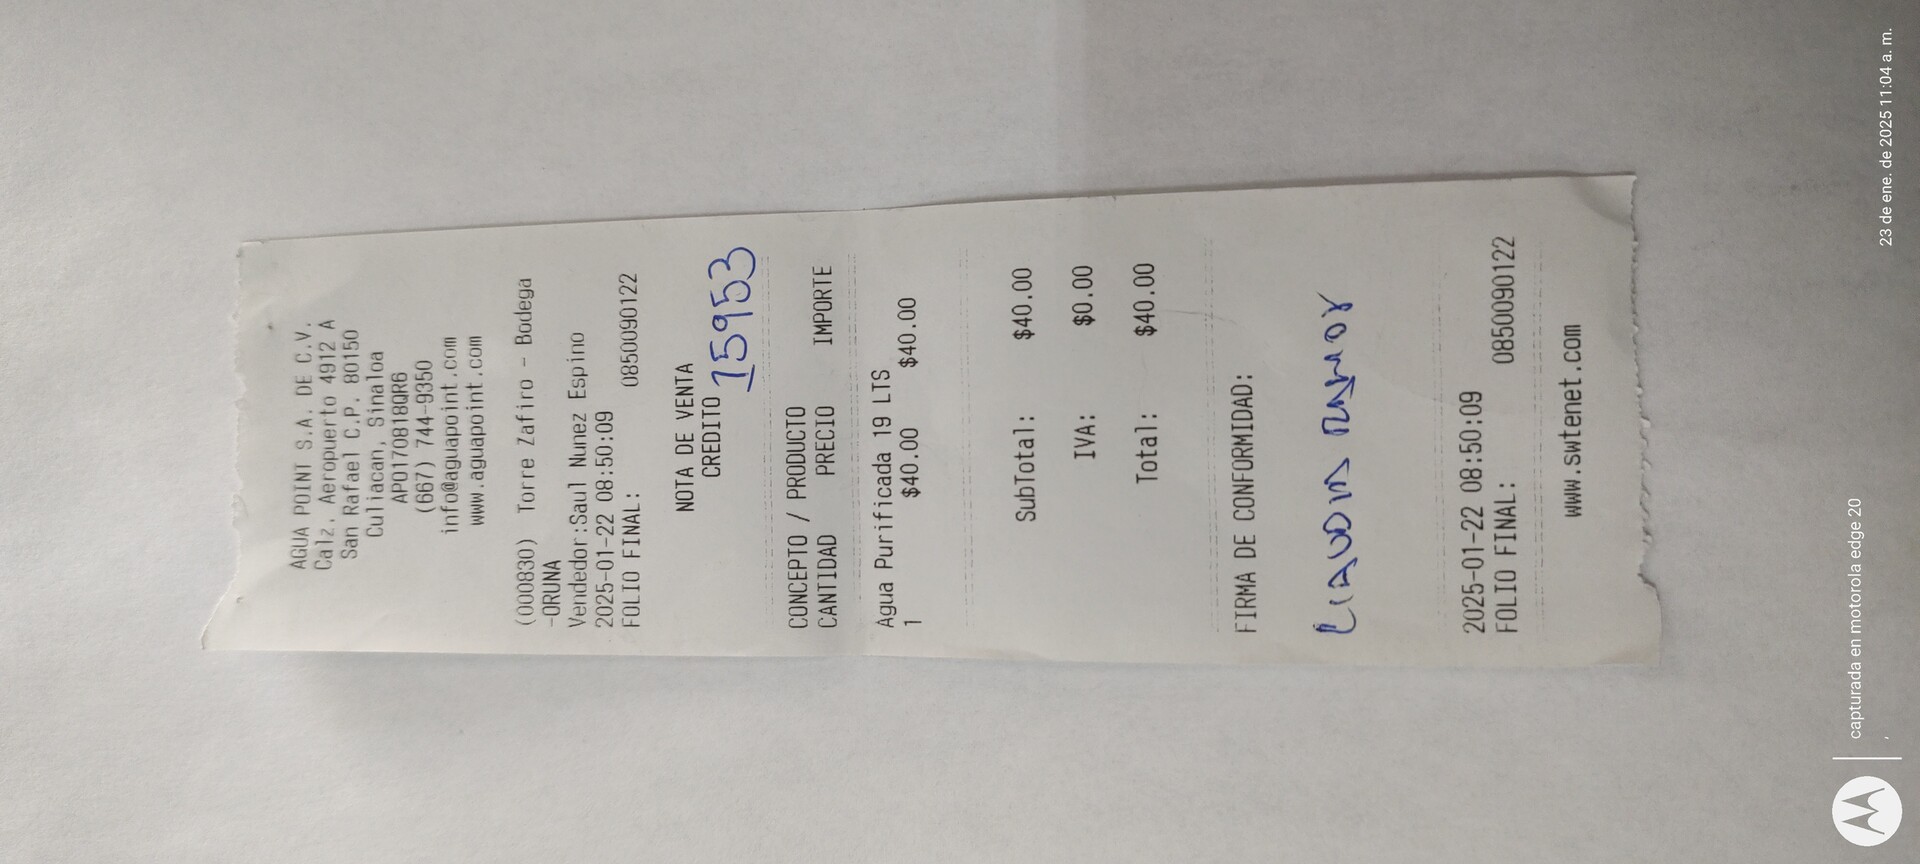 AGUA POINT S.A. DE C.V.
Calz. Aeropuerto 4912 A
San Rafael C.P. 80150
Culiacan, Sinaloa
APO170818QR6
(667) 744-9350
info@aguapoint.com
www.aguapoint.com
(000830) Torre Zafiro - Bodega
-ORUNA
Vendedor:Saul Nunez Espino
2025-01-22 08:50:09
FOLIO FINAL: 0850090122
NOTA DE VENTA
CREDITO
15953
CONCEPTO / PRODUCTO
CANTIDAD PRECIO IMPORTE
Agua Purificada 19 LTS
1 $40.00 $40.00
SubTotal: $40.00
IVA: $0.00
Total: $40.00
FIRMA DE CONFORMIDAD:
2025-01-22 08:50:09
FOLIO FINAL: 0850090122
www.swtenet.com
capturada en motorola edge 20
23 de ene. de 2025 11:04 a. m.